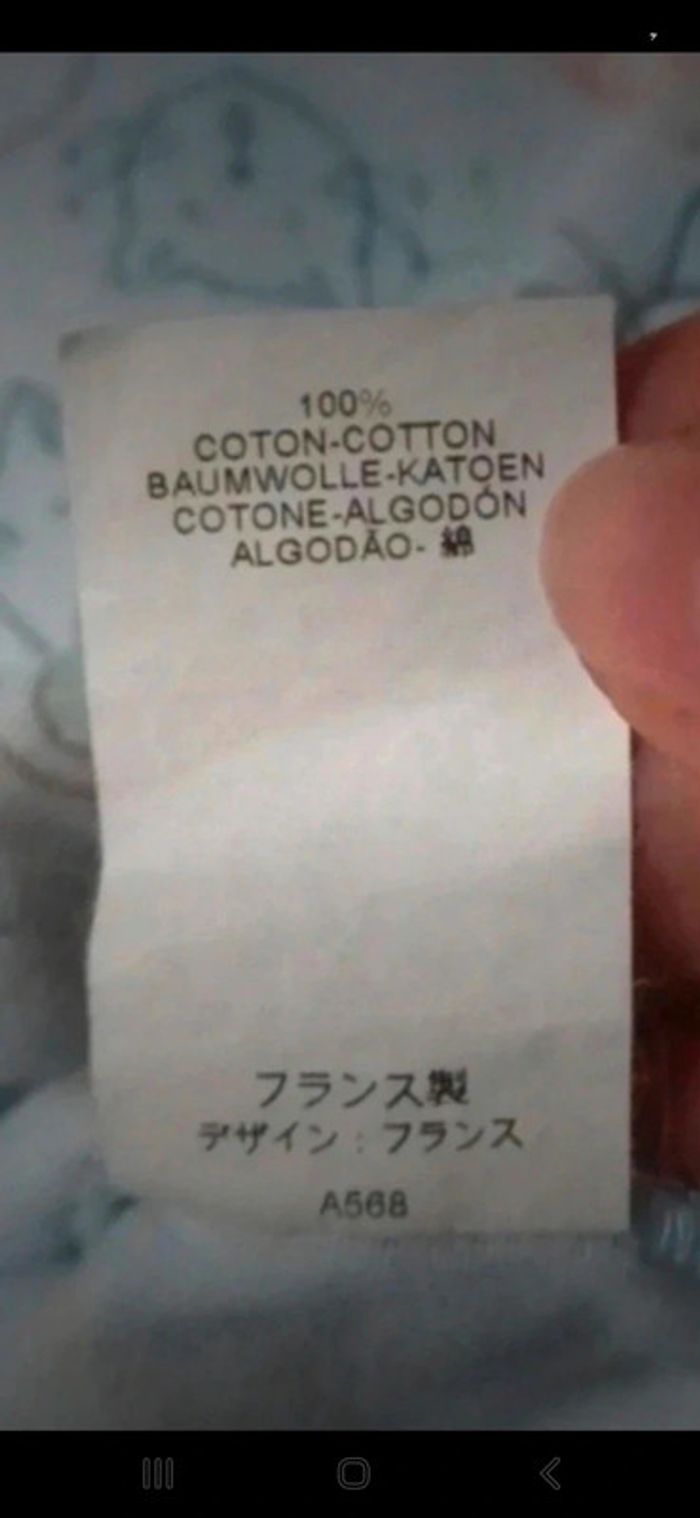 100%
COTON-COTTON
BAUMWOLLE-KATOEN
COTONE-ALGODÓN
ALGODÃO- 綿
フランス製
デザイン : フランス
A568